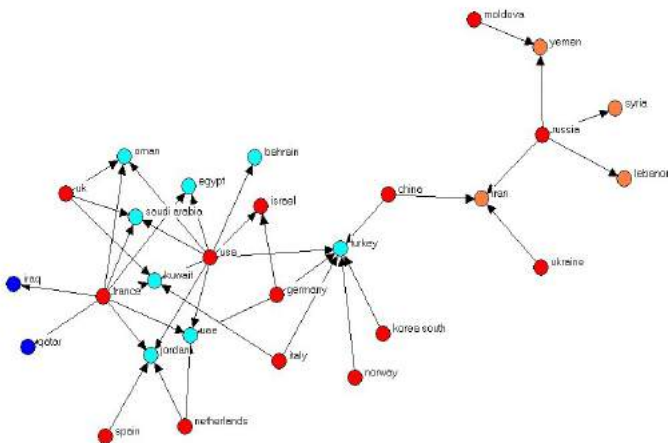 moldova
yemen
syria
russia
lebanon
oman
bahrain
egypt
uk
israel
china
iran
saudi arabia
turkey
usa
ukraine
kuwait
iraq
france
germany
uae
korea south
qatar
jordan
italy
norway
netherlands
spain